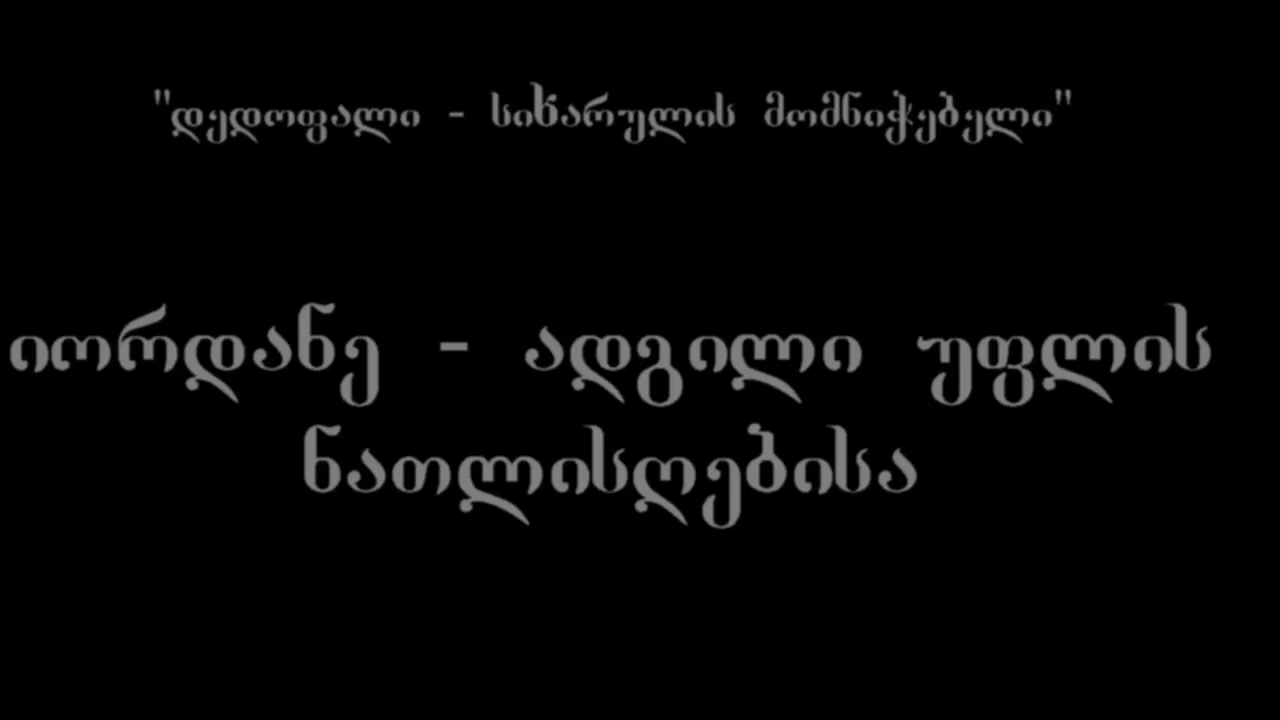 "დედოფალი - სიხარულის მომნიჭებელი"
იორდანე - ადგილი უფლის
ნათლისღებისა